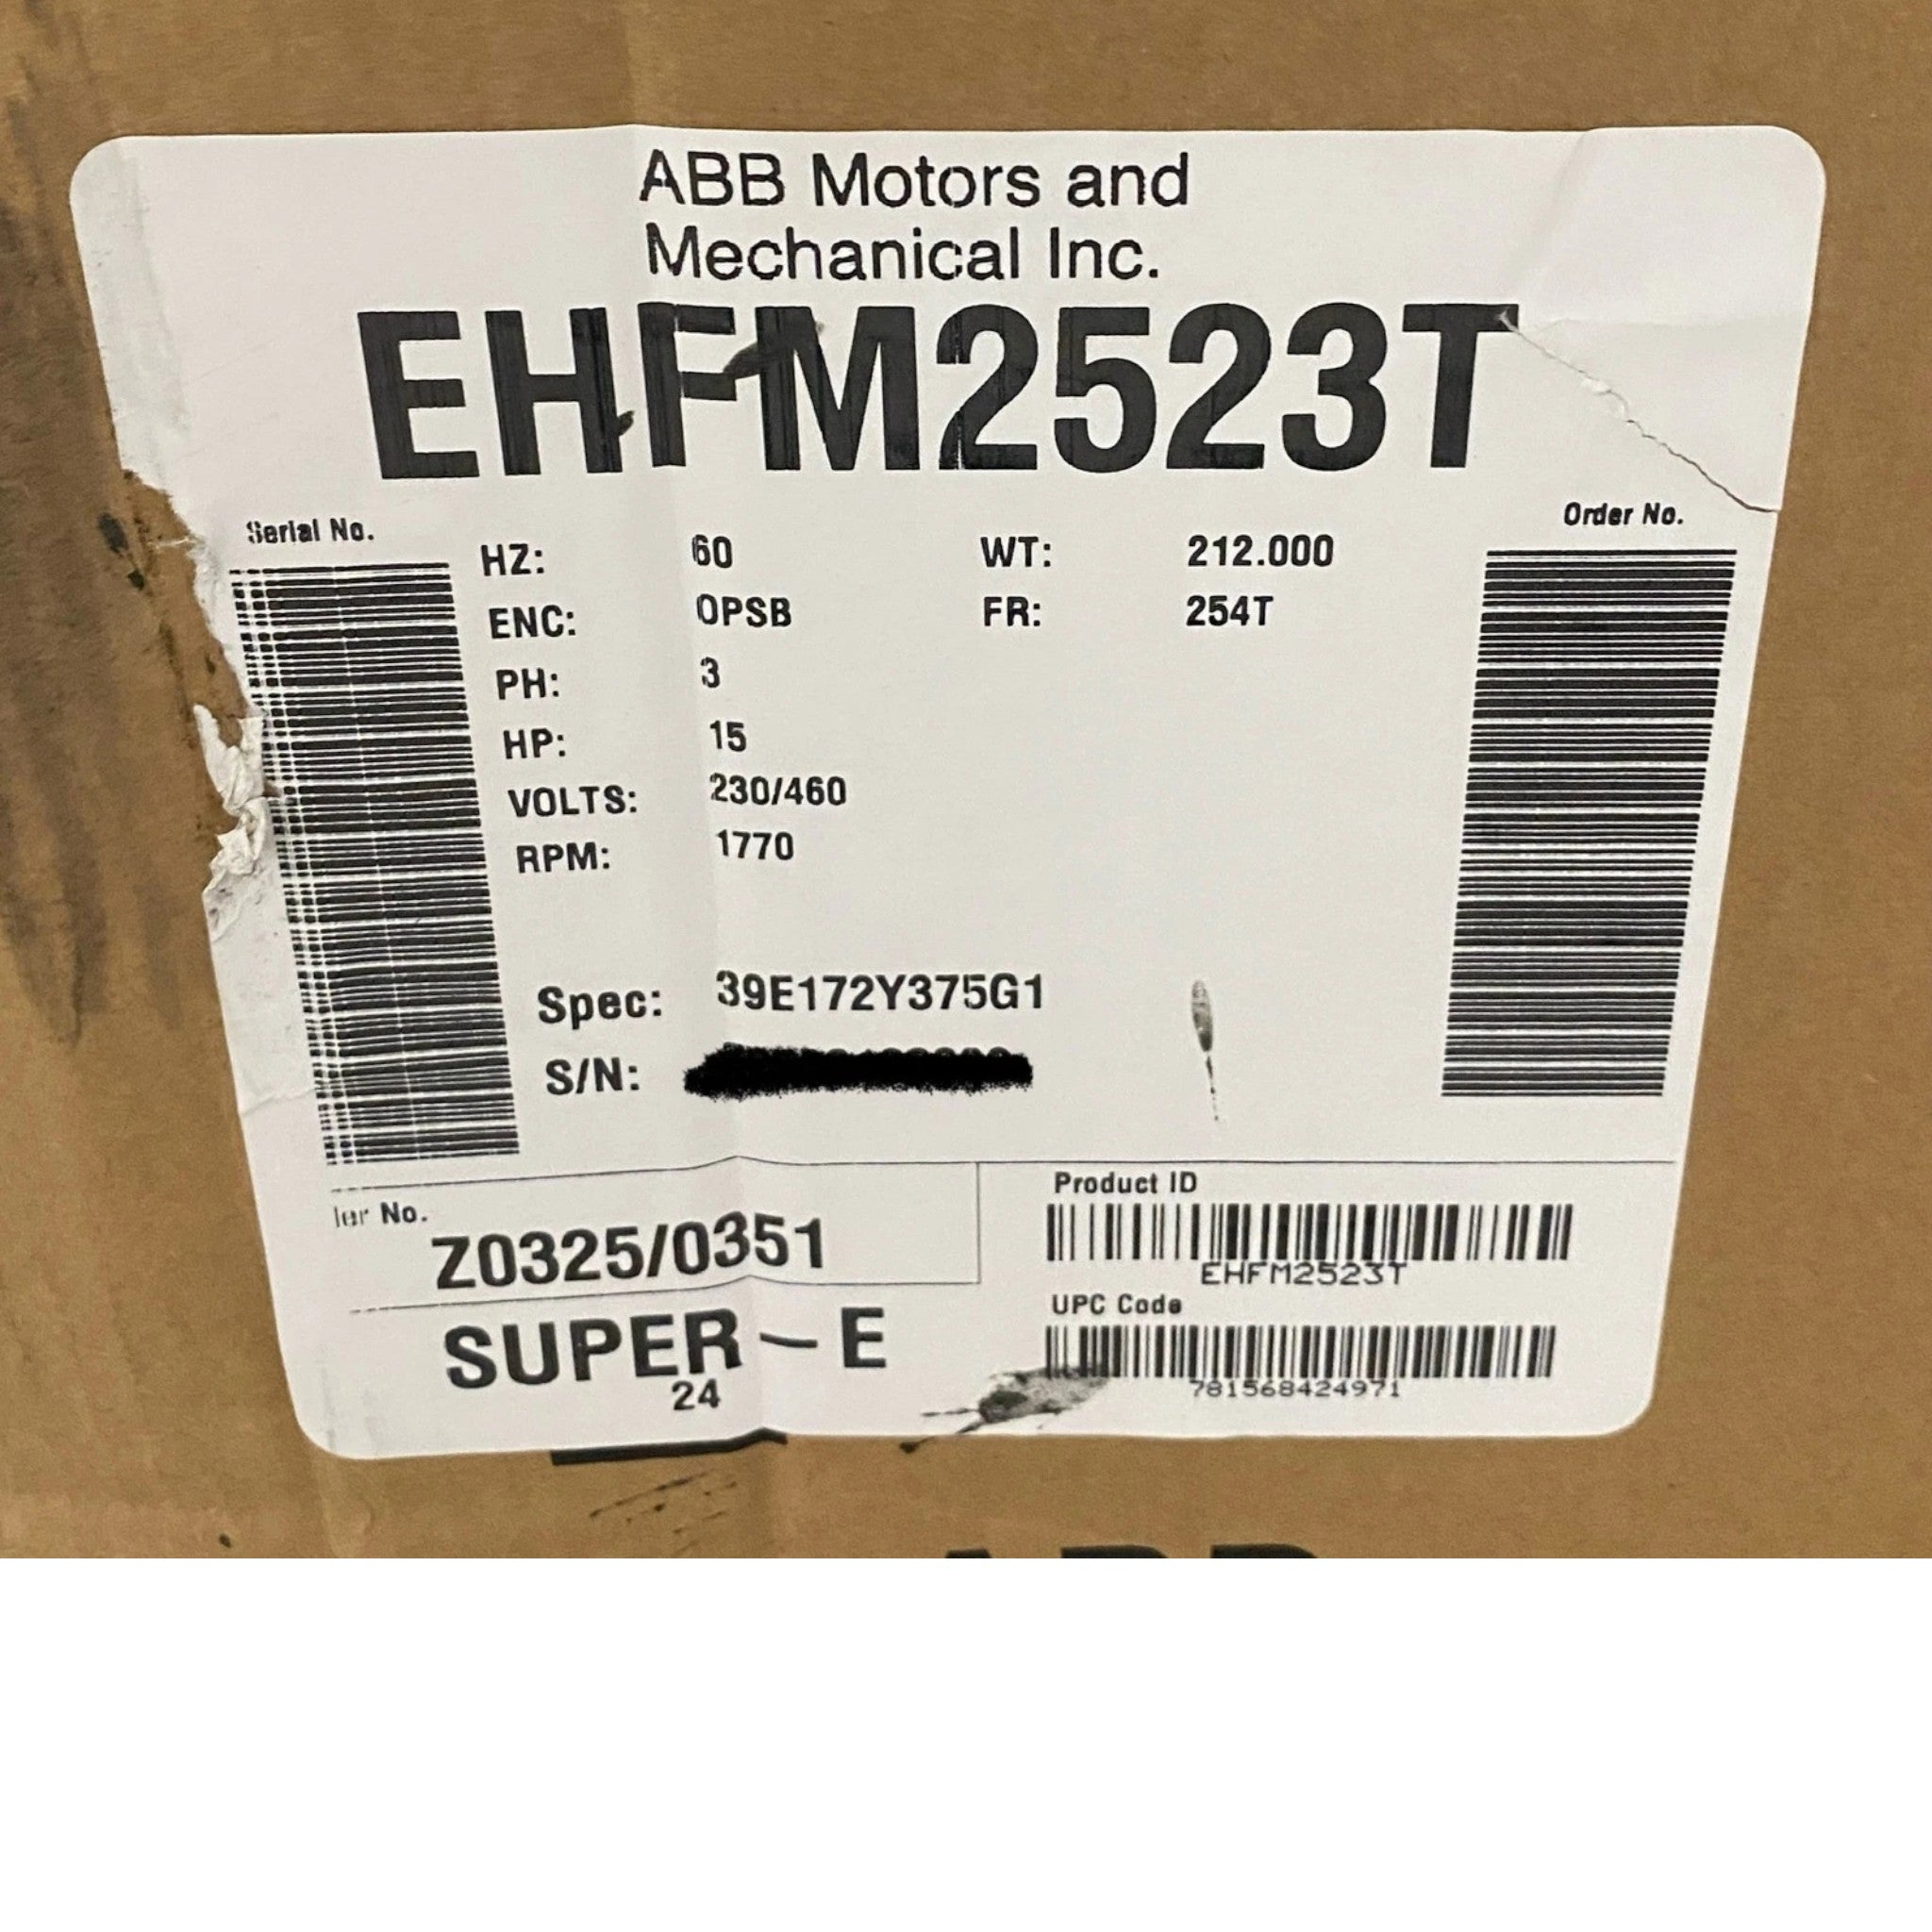 ABB Motors and
Mechanical Inc.
EHFM2523T
Serial No.
Order No.
HZ: 60 WT: 212.000
ENC: OPSB FR: 254T
PH: 3
HP: 15
VOLTS: 230/460
RPM: 1770
Spec: 39E172Y375G1
S/N:
No.
Z0325/0351
SUPER-E
24
Product ID
EHFM2523T
UPC Code
781568424971